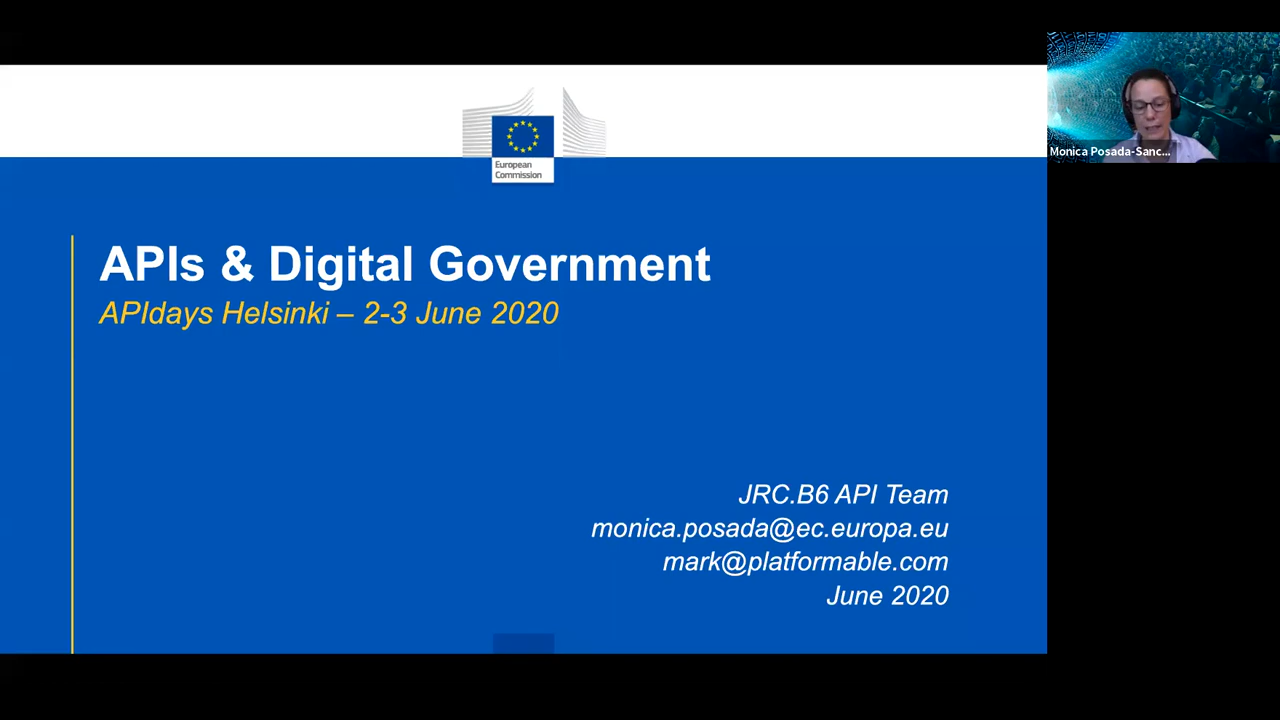 European
Commission
APIs & Digital Government
APIdays Helsinki – 2-3 June 2020
JRC.B6 API Team
monica.posada@ec.europa.eu
mark@platformable.com
June 2020
Monica Posada-Sanc...